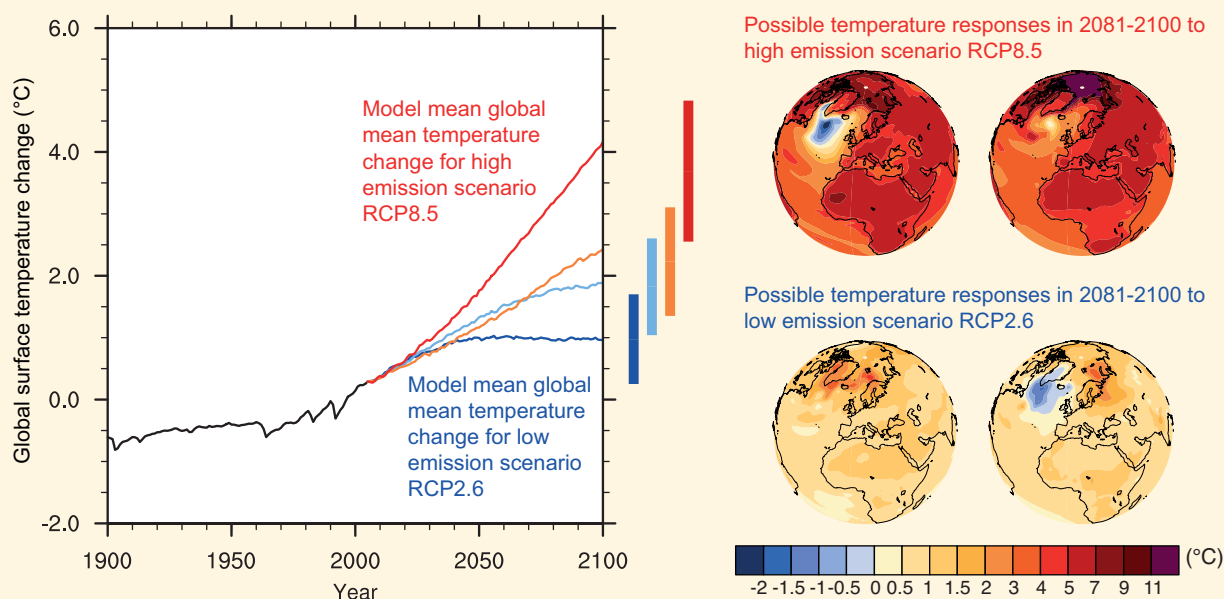 Global surface temperature change (°C)
6.0
4.0
2.0
0.0
-2.0
1900
1950
2000
2050
2100
Year
Model mean global
mean temperature
change for high
emission scenario
RCP8.5
Model mean global
mean temperature
change for low
emission scenario
RCP2.6
Possible temperature responses in 2081-2100 to
high emission scenario RCP8.5
Possible temperature responses in 2081-2100 to
low emission scenario RCP2.6
-2 -1.5 -1 -0.5 0 0.5 1 1.5 2 3 4 5 7 9 11 (°C)